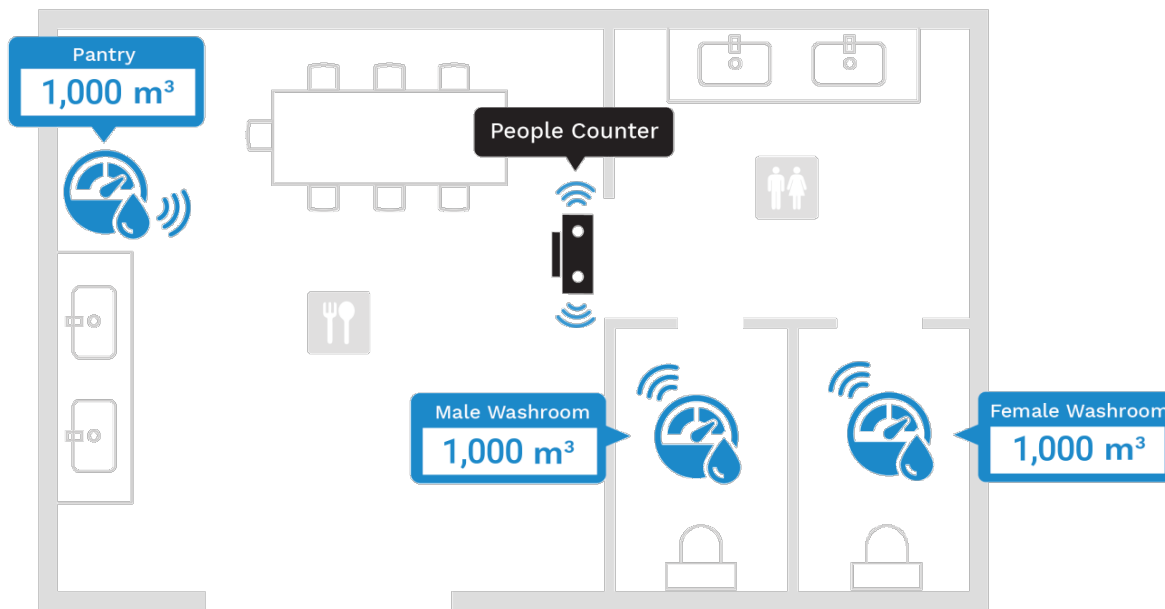 Pantry
1,000 m³
People Counter
Male Washroom
1,000 m³
Female Washroom
1,000 m³